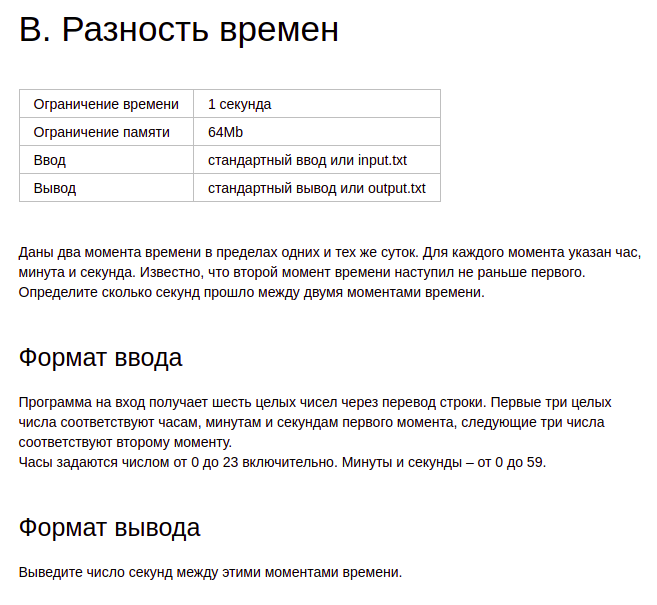 B. Разность времен
Ограничение времени 1 секунда
Ограничение памяти 64Mb
Ввод стандартный ввод или input.txt
Вывод стандартный вывод или output.txt
Даны два момента времени в пределах одних и тех же суток. Для каждого момента указан час,
минута и секунда. Известно, что второй момент времени наступил не раньше первого.
Определите сколько секунд прошло между двумя моментами времени.
Формат ввода
Программа на вход получает шесть целых чисел через перевод строки. Первые три целых
числа соответствуют часам, минутам и секундам первого момента, следующие три числа
соответствуют второму моменту.
Часы задаются числом от 0 до 23 включительно. Минуты и секунды – от 0 до 59.
Формат вывода
Выведите число секунд между этими моментами времени.